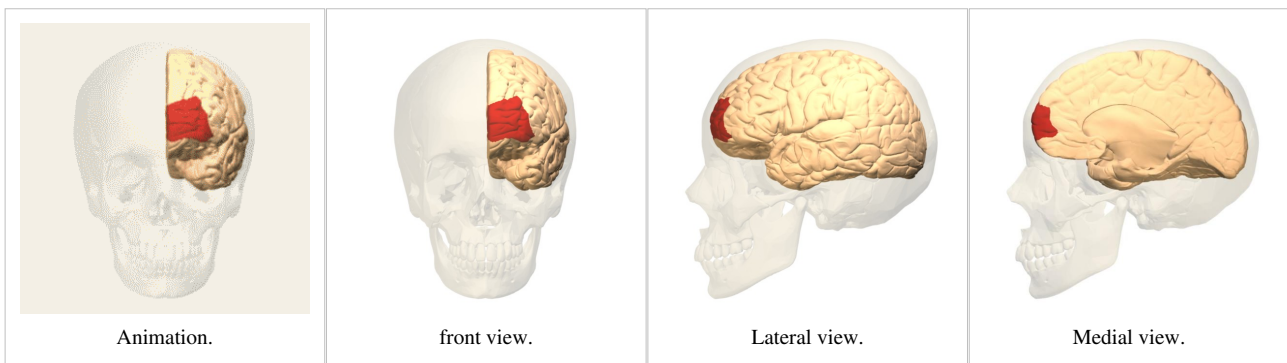 Animation.
front view.
Lateral view.
Medial view.